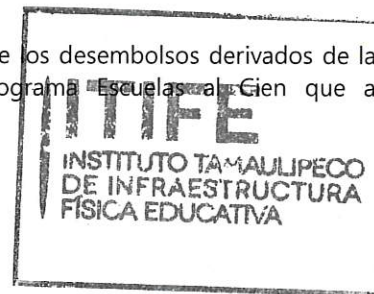 e los desembolsos derivados de la
ograma Escuelas al Cien que a
ITIFE
INSTITUTO TAMAULIPECO
DE INFRAESTRUCTURA
FÍSICA EDUCATIVA